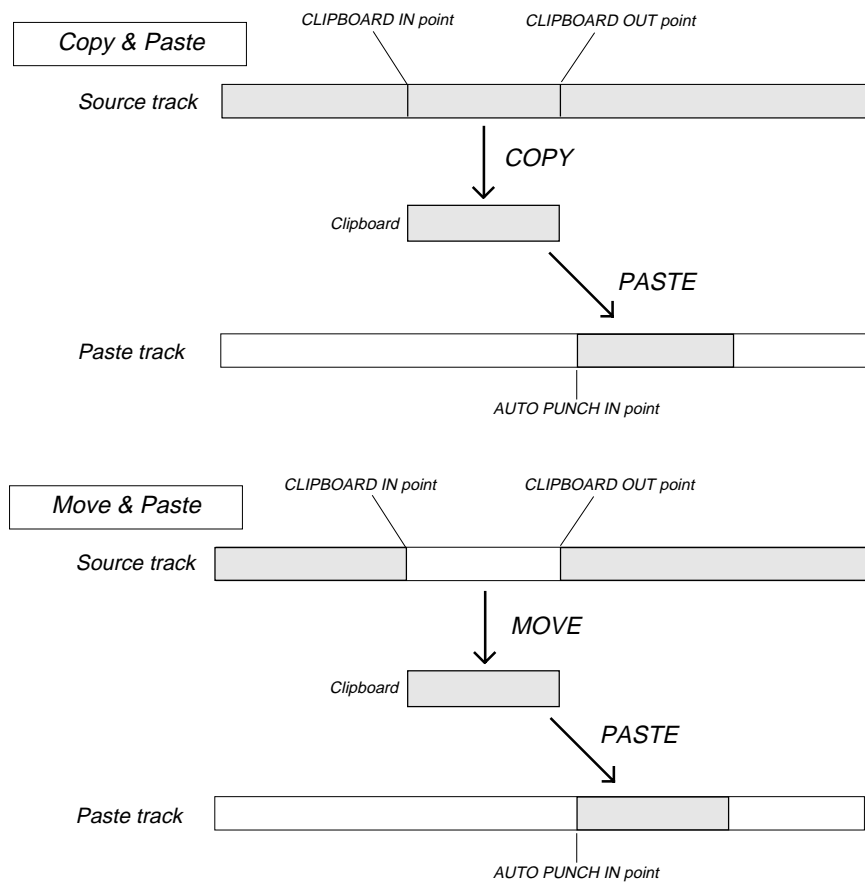 CLIPBOARD IN point
CLIPBOARD OUT point
Copy & Paste
Source track
COPY
Clipboard
PASTE
Paste track
AUTO PUNCH IN point
CLIPBOARD IN point
CLIPBOARD OUT point
Move & Paste
Source track
MOVE
Clipboard
PASTE
Paste track
AUTO PUNCH IN point